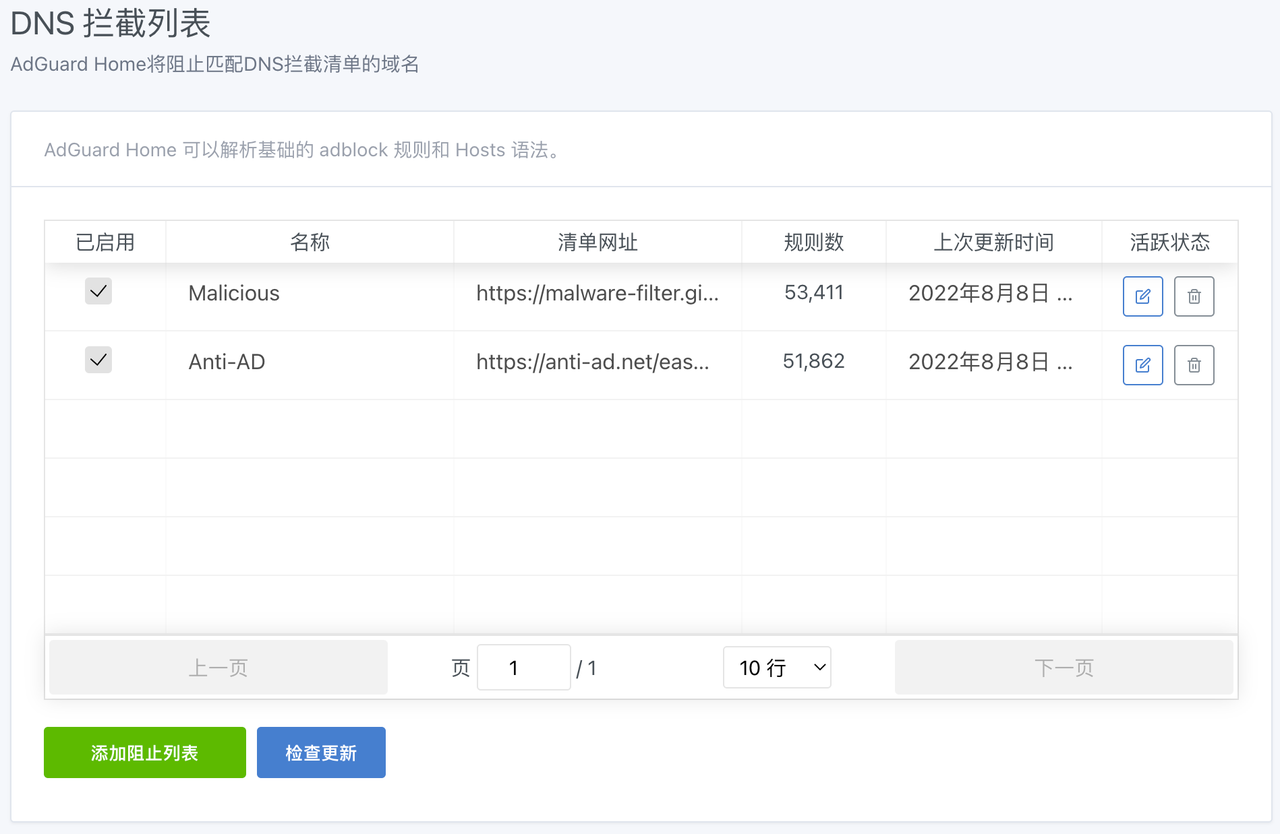 DNS 拦截列表
AdGuard Home将阻止匹配DNS拦截清单的域名
AdGuard Home 可以解析基础的 adblock 规则和 Hosts 语法。
已启用 名称 清单网址 规则数 上次更新时间 活跃状态
Malicious https://malware-filter.gi... 53,411 2022年8月8日 ...
Anti-AD https://anti-ad.net/eas... 51,862 2022年8月8日 ...
上一页 页 1 / 1 10 行 下一页
添加阻止列表 检查更新